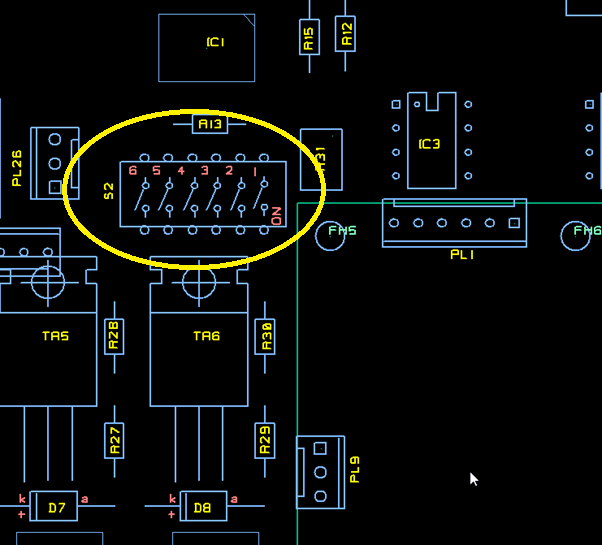 IC1
R15
R12
R13
PL26
S2
6 5 4 3 2 1
ON
R31
IC3
FH5
FH6
PL1
TA5
R28
TA6
R30
R27
R29
PL9
k
a
+
D7
k
a
+
D8